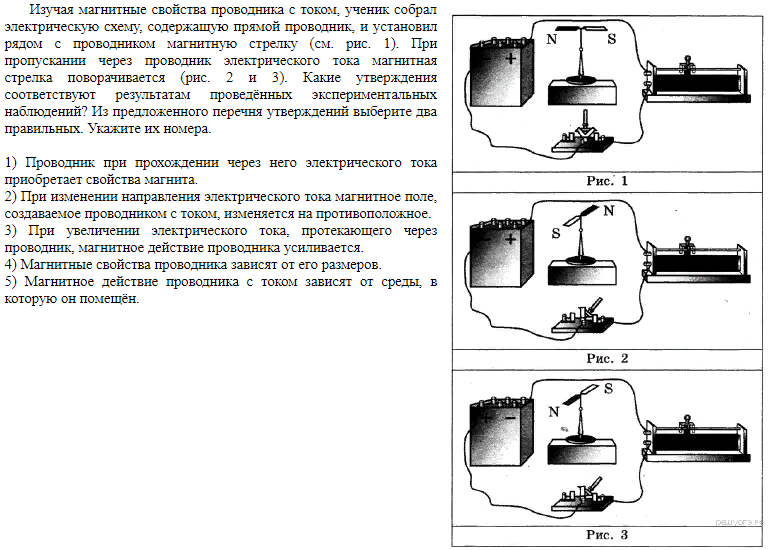 Изучая магнитные свойства проводника с током, ученик собрал
электрическую схему, содержащую прямой проводник, и установил
рядом с проводником магнитную стрелку (см. рис. 1). При
пропускании через проводник электрического тока магнитная
стрелка поворачивается (рис. 2 и 3). Какие утверждения
соответствуют результатам проведённых экспериментальных
наблюдений? Из предложенного перечня утверждений выберите два
правильных. Укажите их номера.
1) Проводник при прохождении через него электрического тока
приобретает свойства магнита.
2) При изменении направления электрического тока магнитное поле,
создаваемое проводником с током, изменяется на противоположное.
3) При увеличении электрического тока, протекающего через
проводник, магнитное действие проводника усиливается.
4) Магнитные свойства проводника зависят от его размеров.
5) Магнитное действие проводника с током зависят от среды, в
которую он помещён.
N S
- +
Рис. 1
N
S
- +
Рис. 2
S
N
+ -
решуогэ.рф
Рис. 3